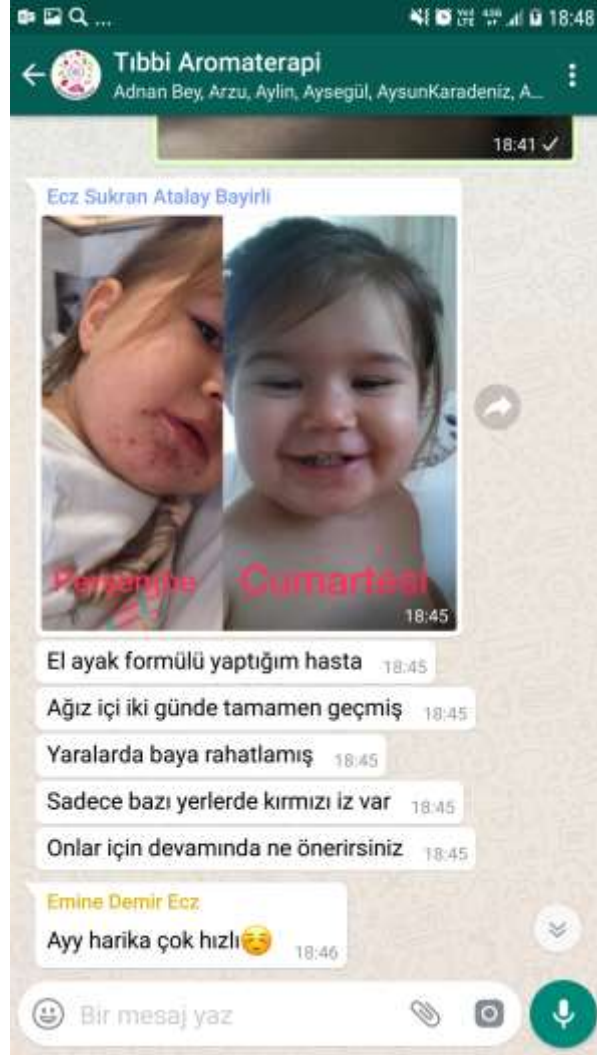 18:48
Tıbbi Aromaterapi
Adnan Bey, Arzu, Aylin, Aysegül, AysunKaradeniz, A...
18:41
Ecz Sukran Atalay Bayirli
Perşembe Cumartesi
18:45
El ayak formülü yaptığım hasta 18:45
Ağız içi iki günde tamamen geçmiş 18:45
Yaralarda baya rahatlamış 18:45
Sadece bazı yerlerde kırmızı iz var 18:45
Onlar için devamında ne önerirsiniz 18:45
Emine Demir Ecz
Ayy harika çok hızlı☺️ 18:46
Bir mesaj yaz